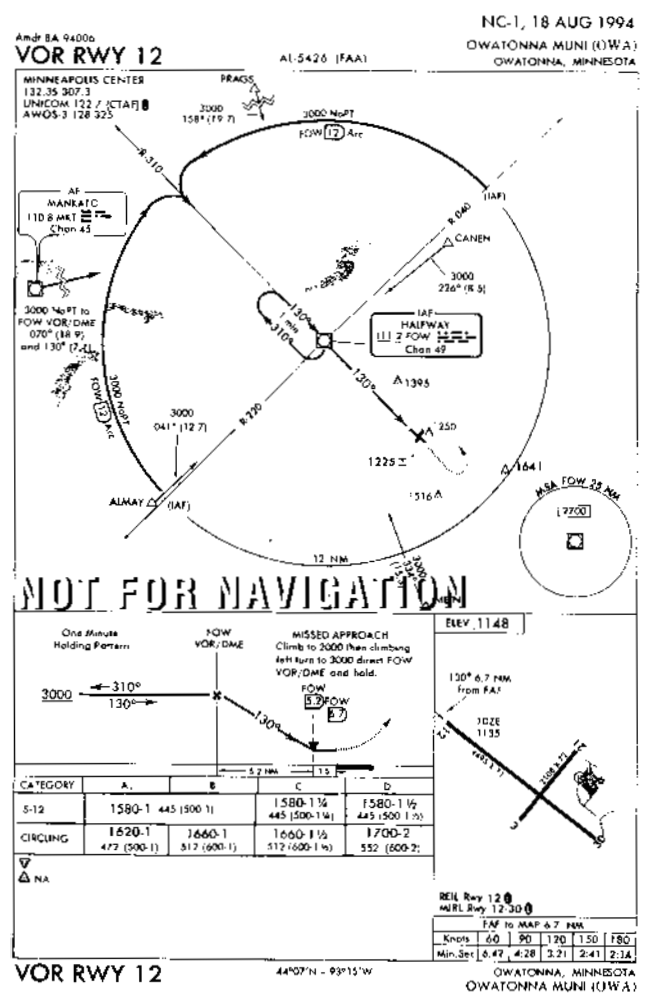 NC-1, 18 AUG 1994
Amdt 8A 94006
VOR RWY 12
AL-5426 (FAA)
OWATONNA MUNI (OWA)
OWATONNA, MINNESOTA
MINNEAPOLIS CENTER
132.35 307.3
UNICOM 122.7 (CTAF)
AWOS-3 128.325
PRAGS
3000
158° (19.7)
3000 NoPT
FOW 12 Arc
R-310
(IAF)
R-040
AF
MANKATO
110.8 MKT
Chan 45
CANEH
3000
226° (8.5)
3000 NoPT to
FOW VOR/DME
070° (18.9)
and 130°
130°
1 min
310°
IAF
HALFWAY
111.2 FOW
Chan 49
130°
1395
3000 NoPT
FOW 12 Arc
3000
041° (12.7)
R-220
1225
1641
1516
ALMAY
(IAF)
MSA FOW 25 NM
2700
12 NM
NOT FOR NAVIGATION
One Minute
Holding Pattern
FOW
VOR/DME
MISSED APPROACH
Climb to 2000 then climbing
left turn to 3000 direct FOW
VOR/DME and hold.
ELEV 1148
3000
310°
130°
130°
FOW
5.2
FOW
6.7
5.2 NM
1.5
130° 6.7 NM
from FAF
TDZE
1135
12
30
CATEGORY A B C D
S-12 1580-1 445 (500-1) 1580-1¼ 445 (500-1¼) 1580-1½ 445 (500-1½)
CIRCLING 1620-1 472 (500-1) 1660-1 512 (600-1) 1660-1½ 512 (600-1½) 1700-2 552 (600-2)
NA
REIL Rwy 12
MIRL Rwy 12-30
FAF to MAP 6.7 NM
Knots 60 90 120 150 180
Min:Sec 6:42 4:28 3:21 2:41 2:14
VOR RWY 12
44°07'N - 93°15'W
OWATONNA, MINNESOTA
OWATONNA MUNI (OWA)